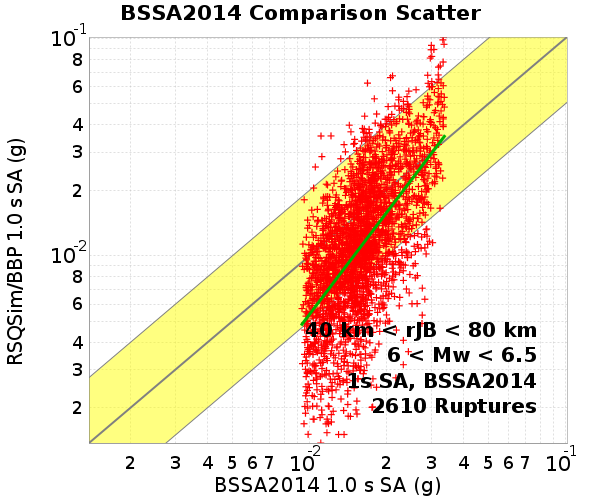 BSSA2014 Comparison Scatter
10^-1
8
6
4
3
2
10^-2
8
6
4
3
2
RSQSim/BBP 1.0 s SA (g)
40 km < rJB < 80 km
6 < Mw < 6.5
1s SA, BSSA2014
2610 Ruptures
2 3 4 5 6 7 10^-2 2 3 4 5 6 7 10^-1
BSSA2014 1.0 s SA (g)